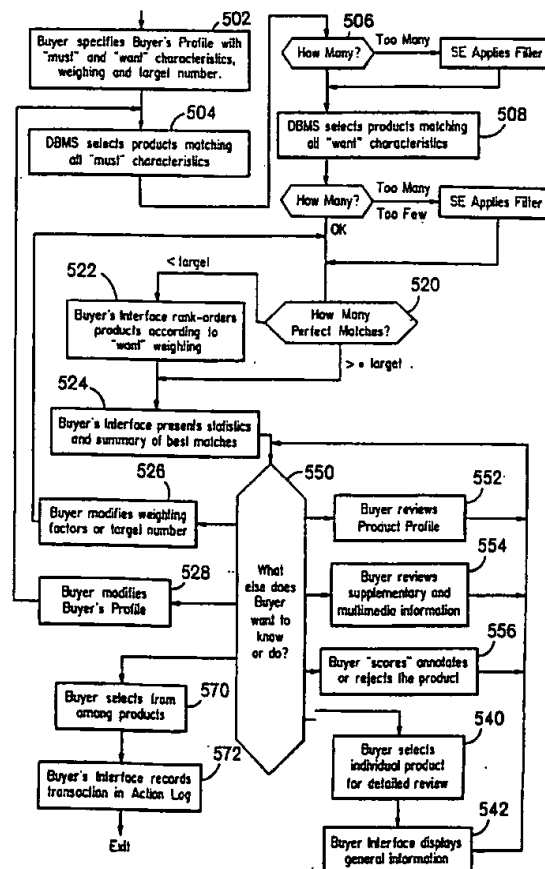 502
Buyer specifies Buyer's Profile with
"must" and "want" characteristics,
weighing and target number.
504
DBMS selects products matching
all "must" characteristics
506
How Many?
Too Many
SE Applies Filler
508
DBMS selects products matching
all "want" characteristics
How Many?
Too Many
Too Few
SE Applies Filler
OK
< target
520
How Many
Perfect Matches?
> = target
522
Buyer's Interface rank-orders
products according to
"want" weighting
524
Buyer's Interface presents statistics
and summary of best matches
526
Buyer modifies weighting
factors or target number
528
Buyer modifies
Buyer's Profile
550
What
else does
Buyer
want to
know
or do?
552
Buyer reviews
Product Profile
554
Buyer reviews
supplementary and
multimedia information
556
Buyer "scores" annotates
or rejects the product
570
Buyer selects from
among products
572
Buyer's Interface records
transaction in Action Log
Exit
540
Buyer selects
individual product
for detailed review
542
Buyer Interface displays
general information